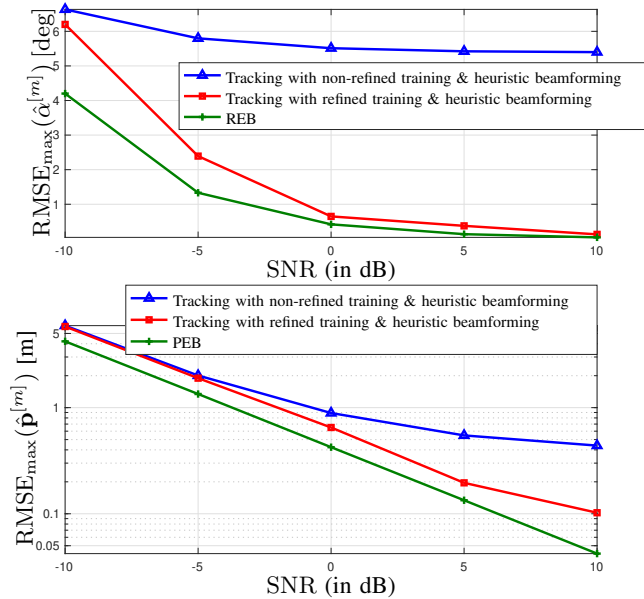 RMSE_max(α̂^[m]) [deg]
6
5
4
3
2
1
Tracking with non-refined training & heuristic beamforming
Tracking with refined training & heuristic beamforming
REB
-10 -5 0 5 10
SNR (in dB)
RMSE_max(p̂^[m]) [m]
5
1
0.1
0.05
Tracking with non-refined training & heuristic beamforming
Tracking with refined training & heuristic beamforming
PEB
-10 -5 0 5 10
SNR (in dB)